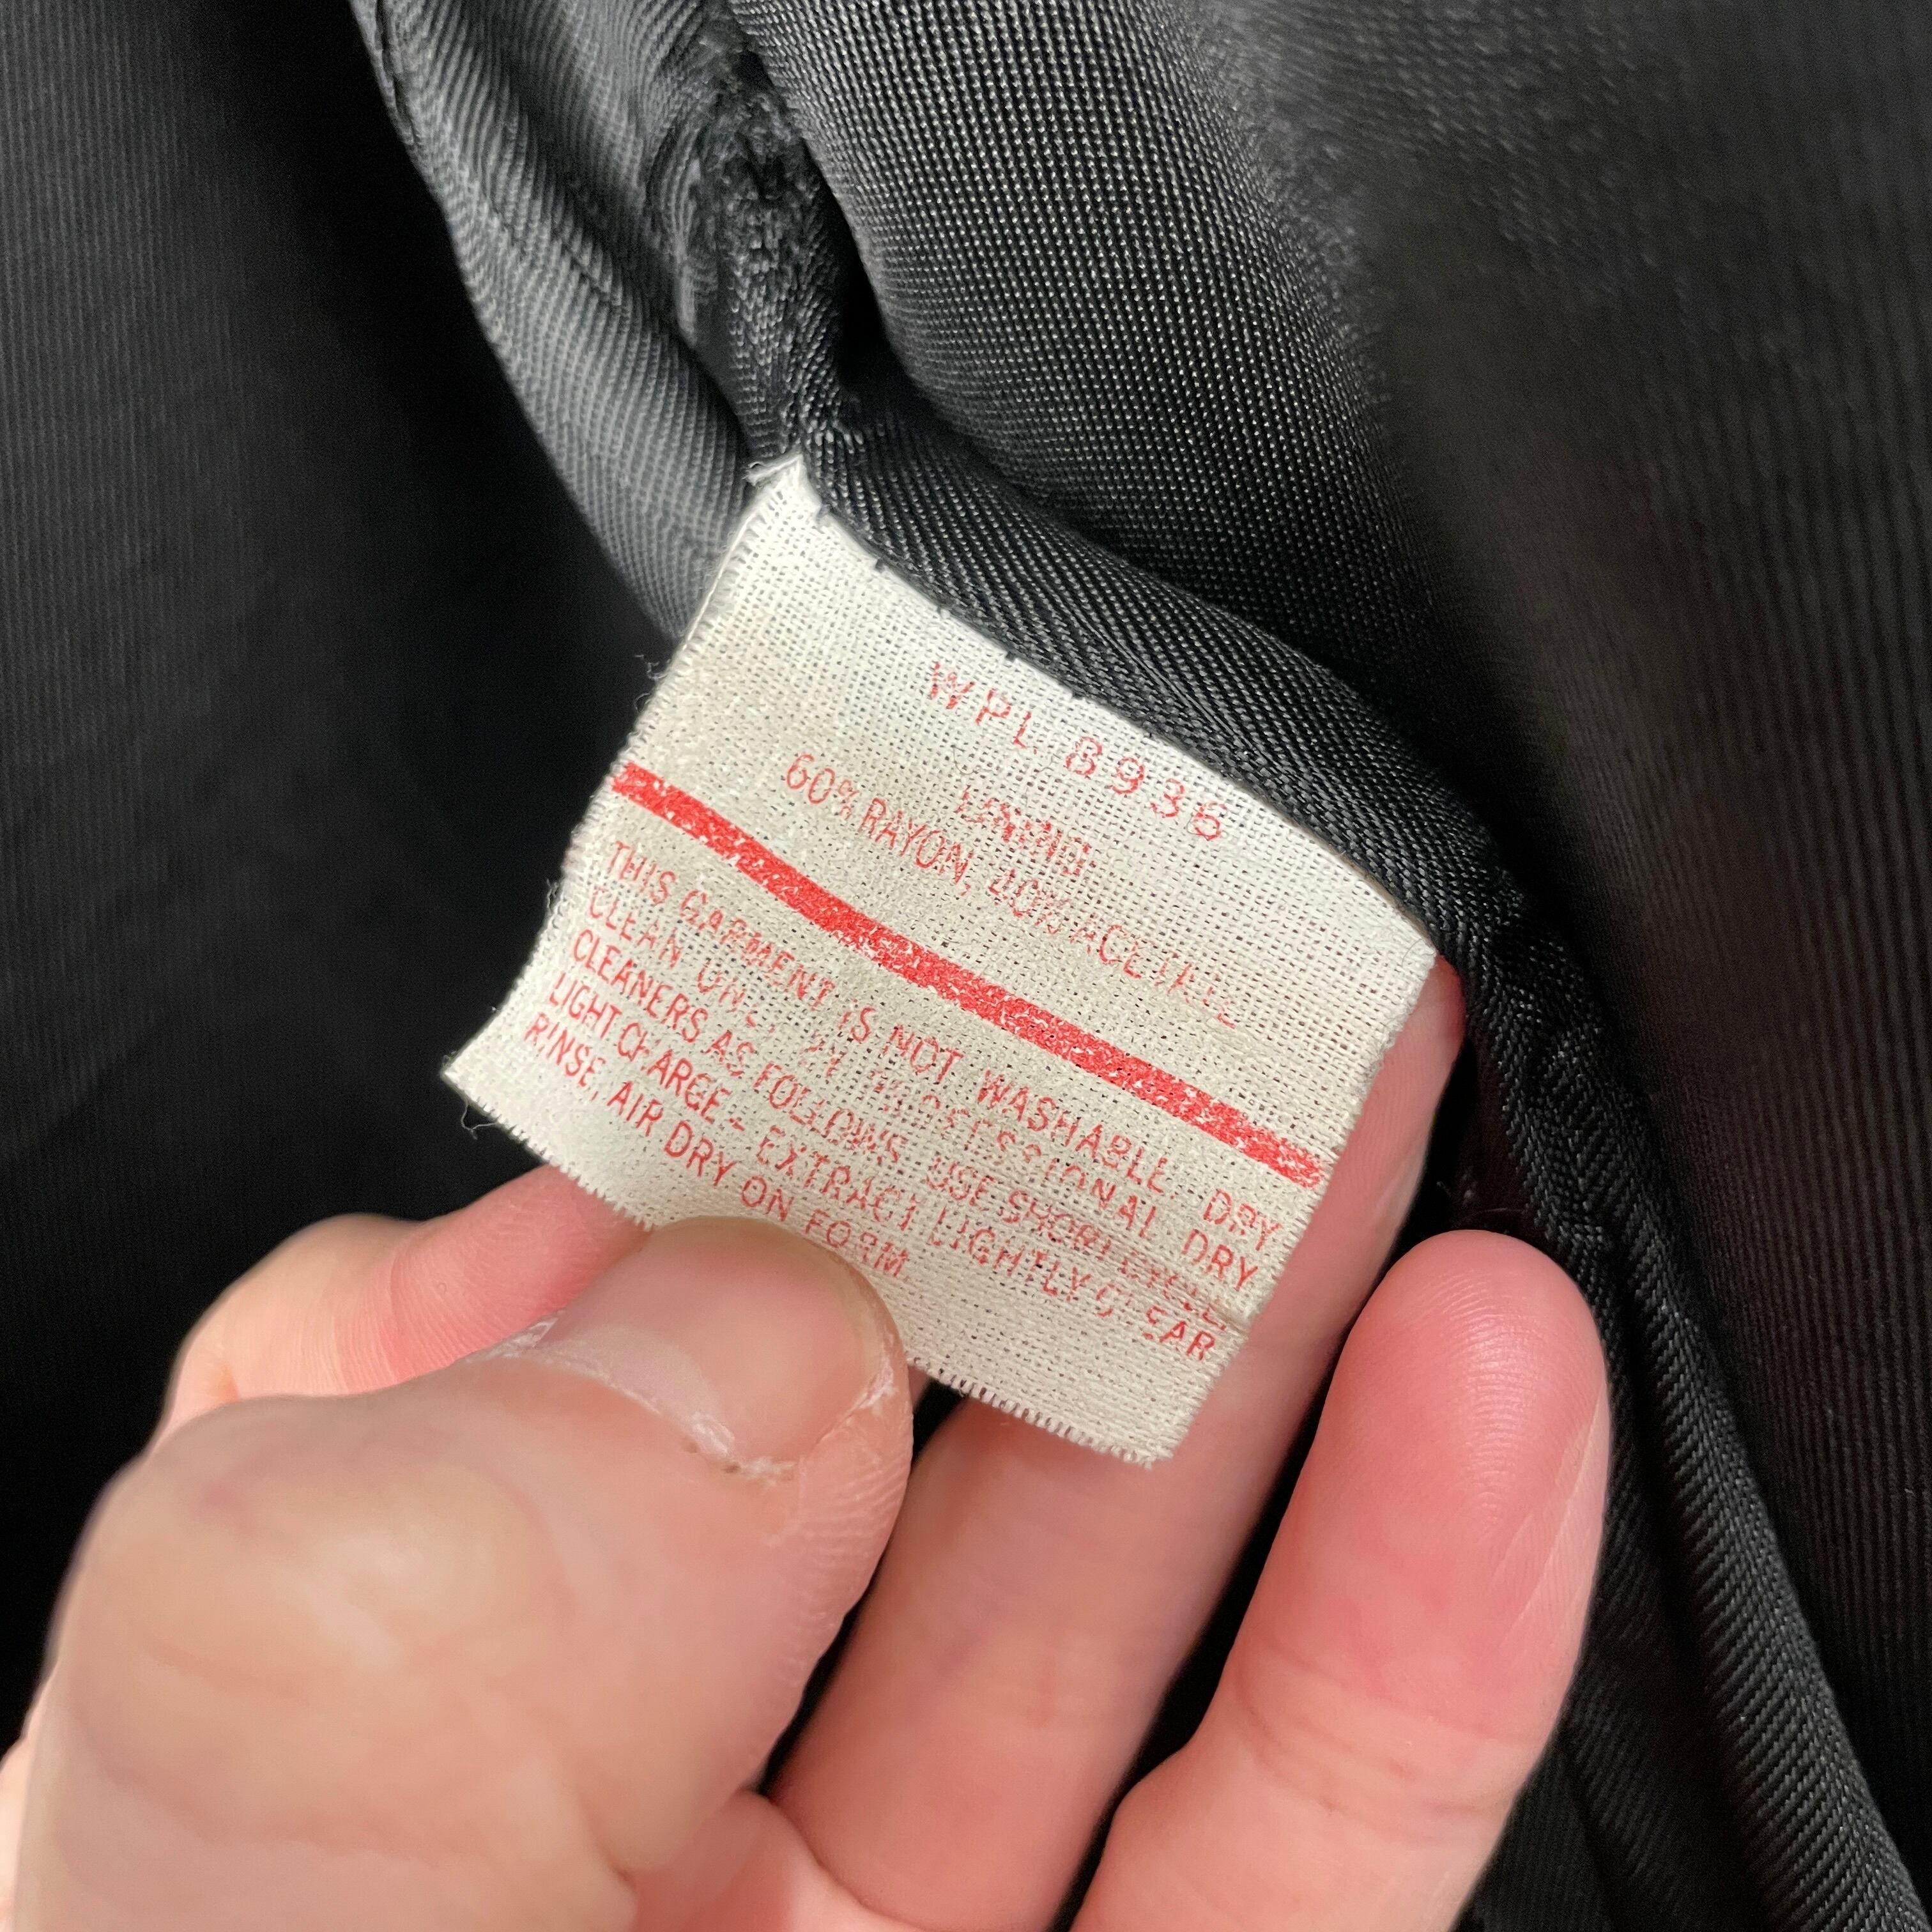 WPL 8936
LINING
60% RAYON, 40% ACETATE
THIS GARMENT IS NOT WASHABLE. DRY
CLEAN ONLY BY PROFESSIONAL DRY
CLEANERS AS FOLLOWS USE SHORT CYCLE,
LIGHT CHARGE - EXTRACT LIGHTLY CLEAR
RINSE, AIR DRY ON FORM.